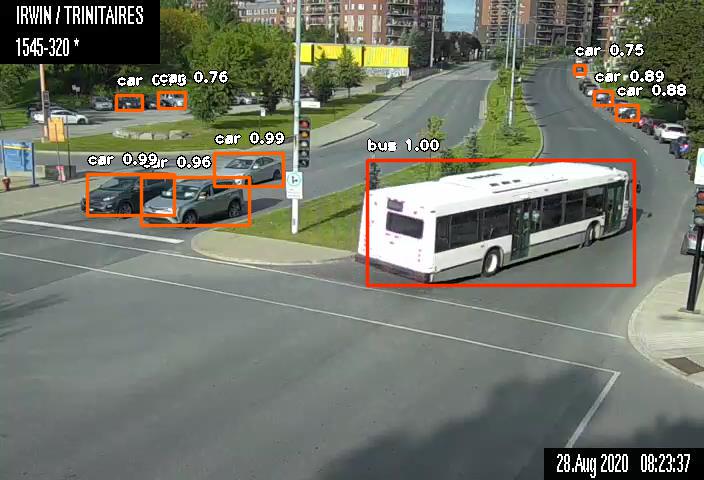 IRWIN / TRINITAIRES
1545-320 *
car 0.76
car 0.75
car 0.89
car 0.88
car 0.99
bus 1.00
car 0.99
0.96
28.Aug 2020 08:23:37